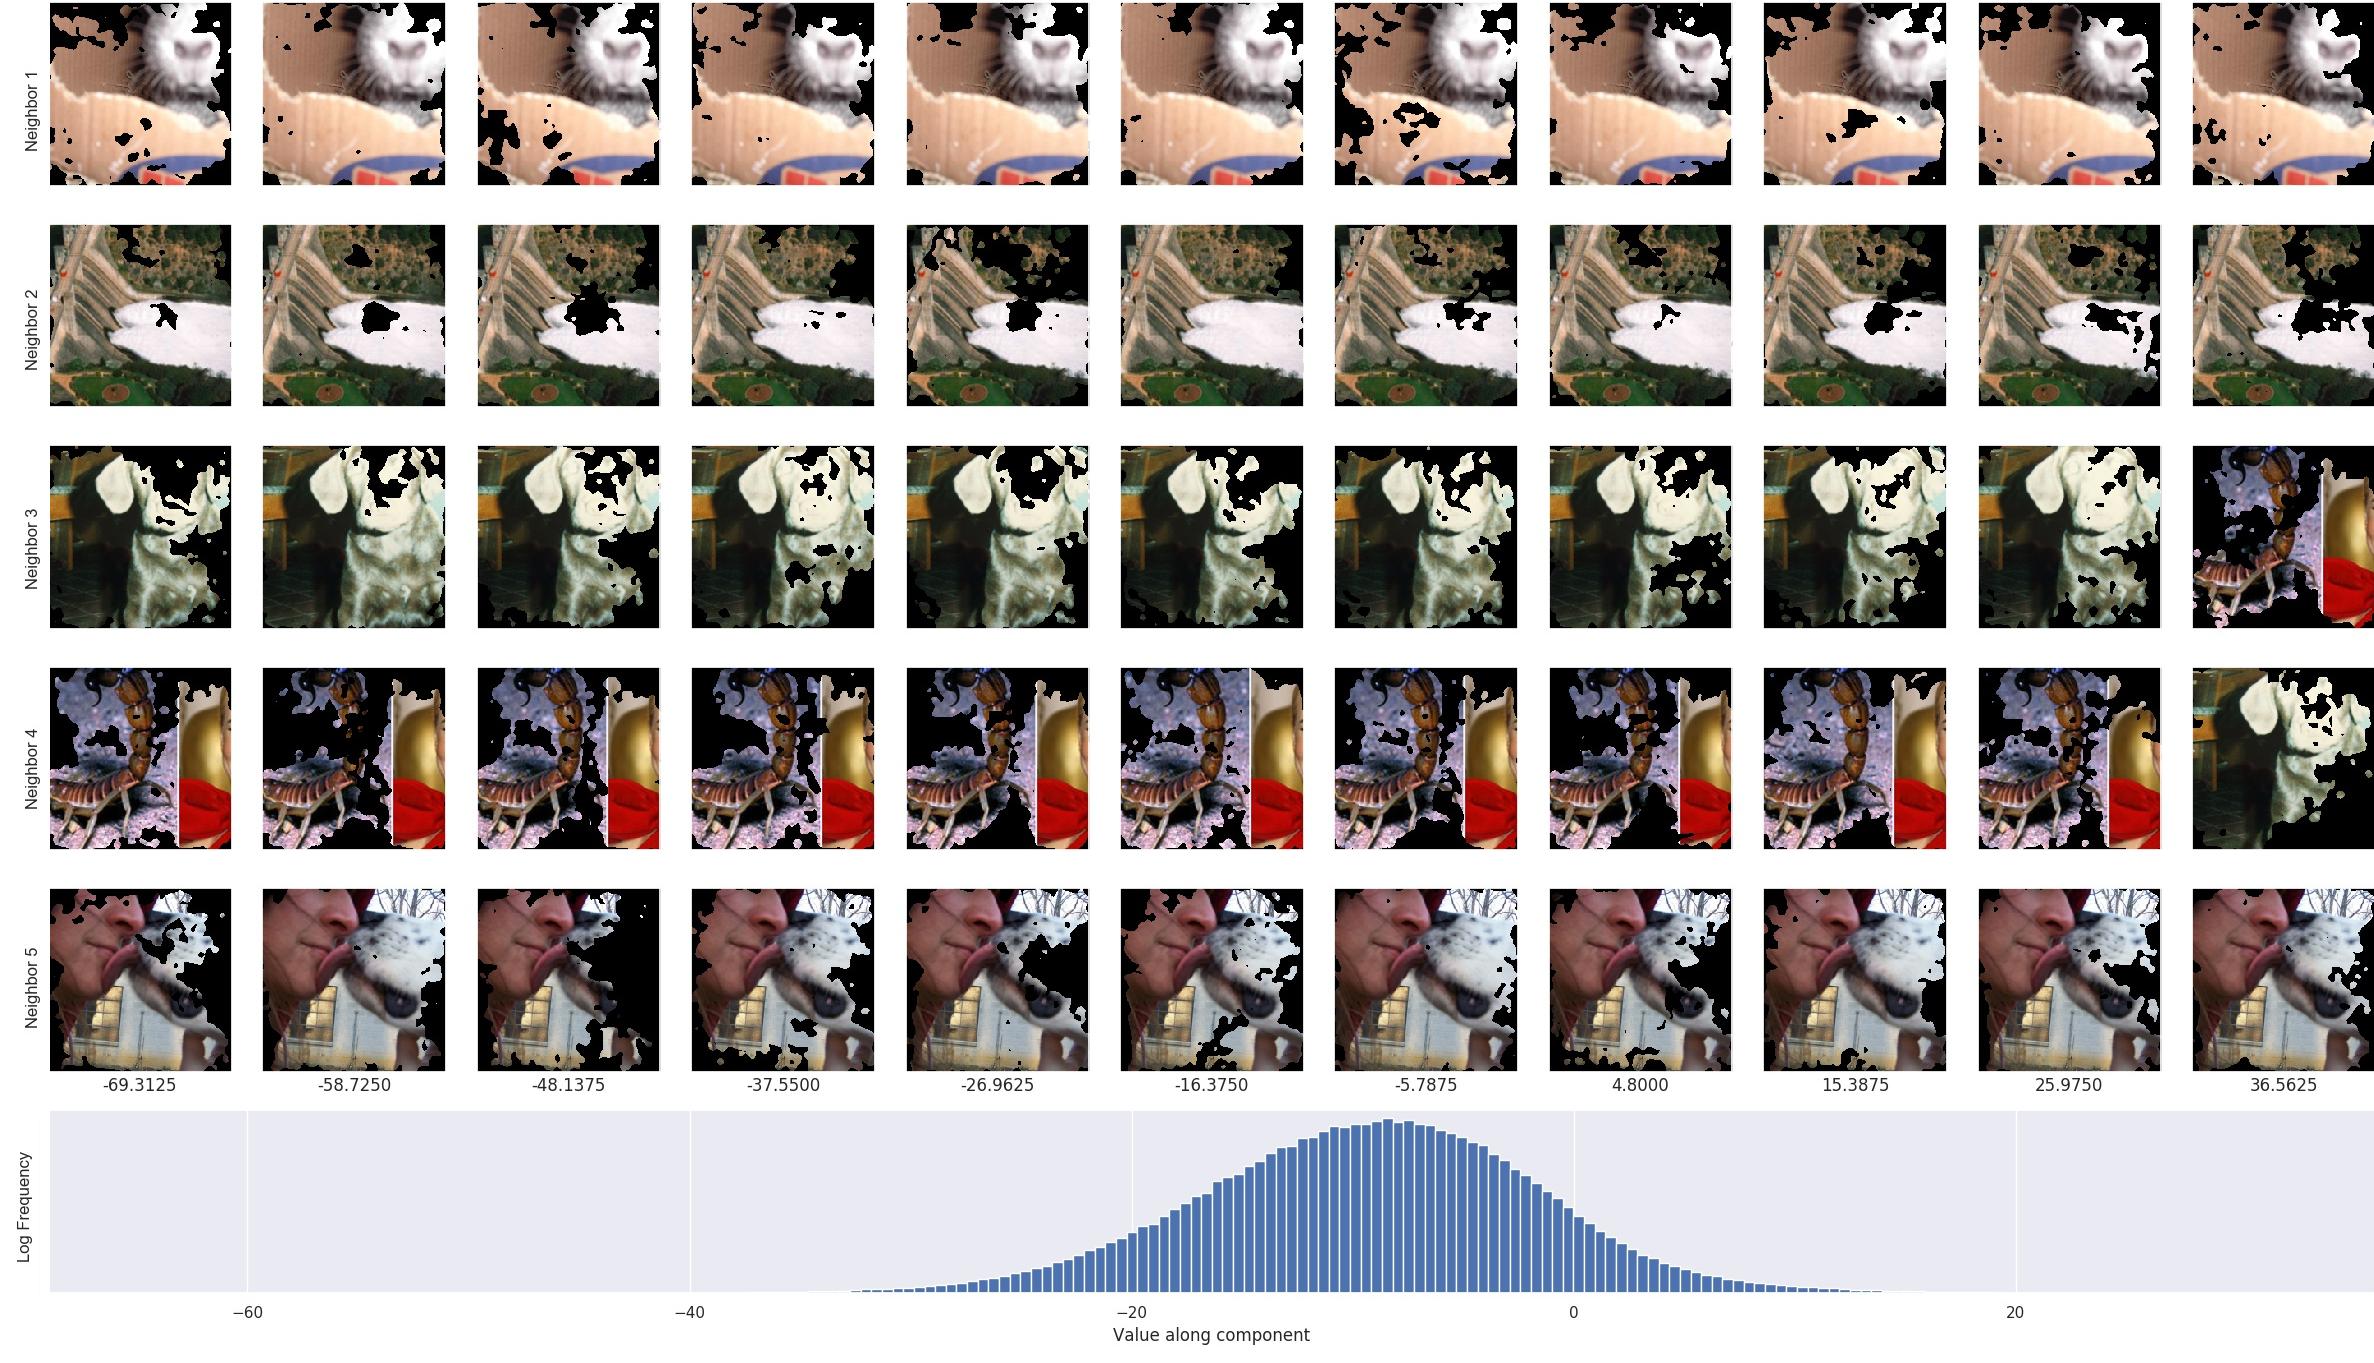 Neighbor 1
Neighbor 2
Neighbor 3
Neighbor 4
Neighbor 5
-69.3125 -58.7250 -48.1375 -37.5500 -26.9625 -16.3750 -5.7875 4.8000 15.3875 25.9750 36.5625
Log Frequency
−60 −40 −20 0 20
Value along component